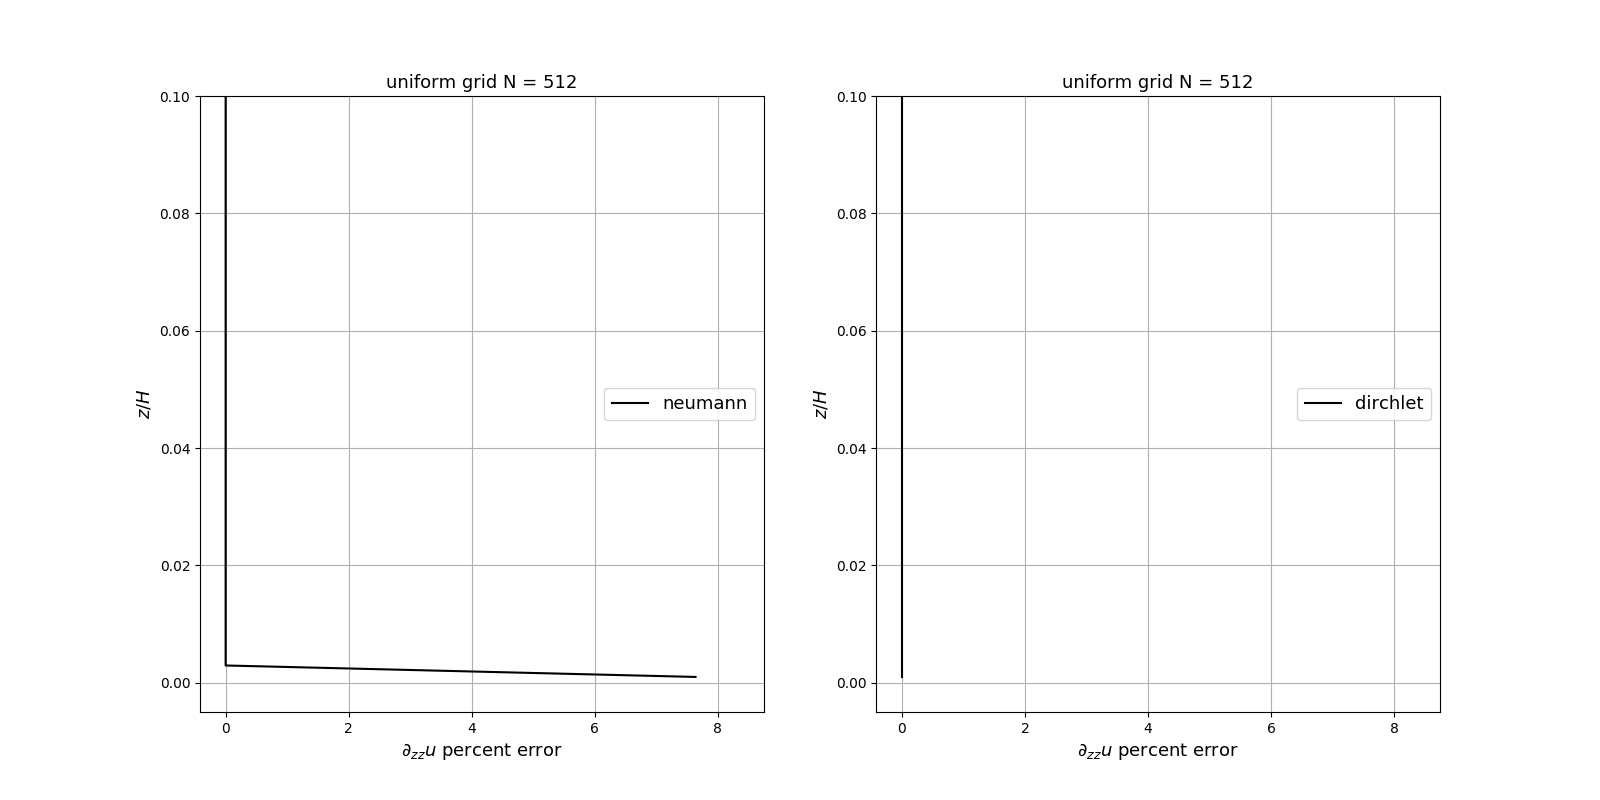 uniform grid N = 512
0.10
0.08
0.06
0.04
0.02
0.00
z/H
neumann
0 2 4 6 8
∂zzu percent error
uniform grid N = 512
0.10
0.08
0.06
0.04
0.02
0.00
z/H
dirchlet
0 2 4 6 8
∂zzu percent error